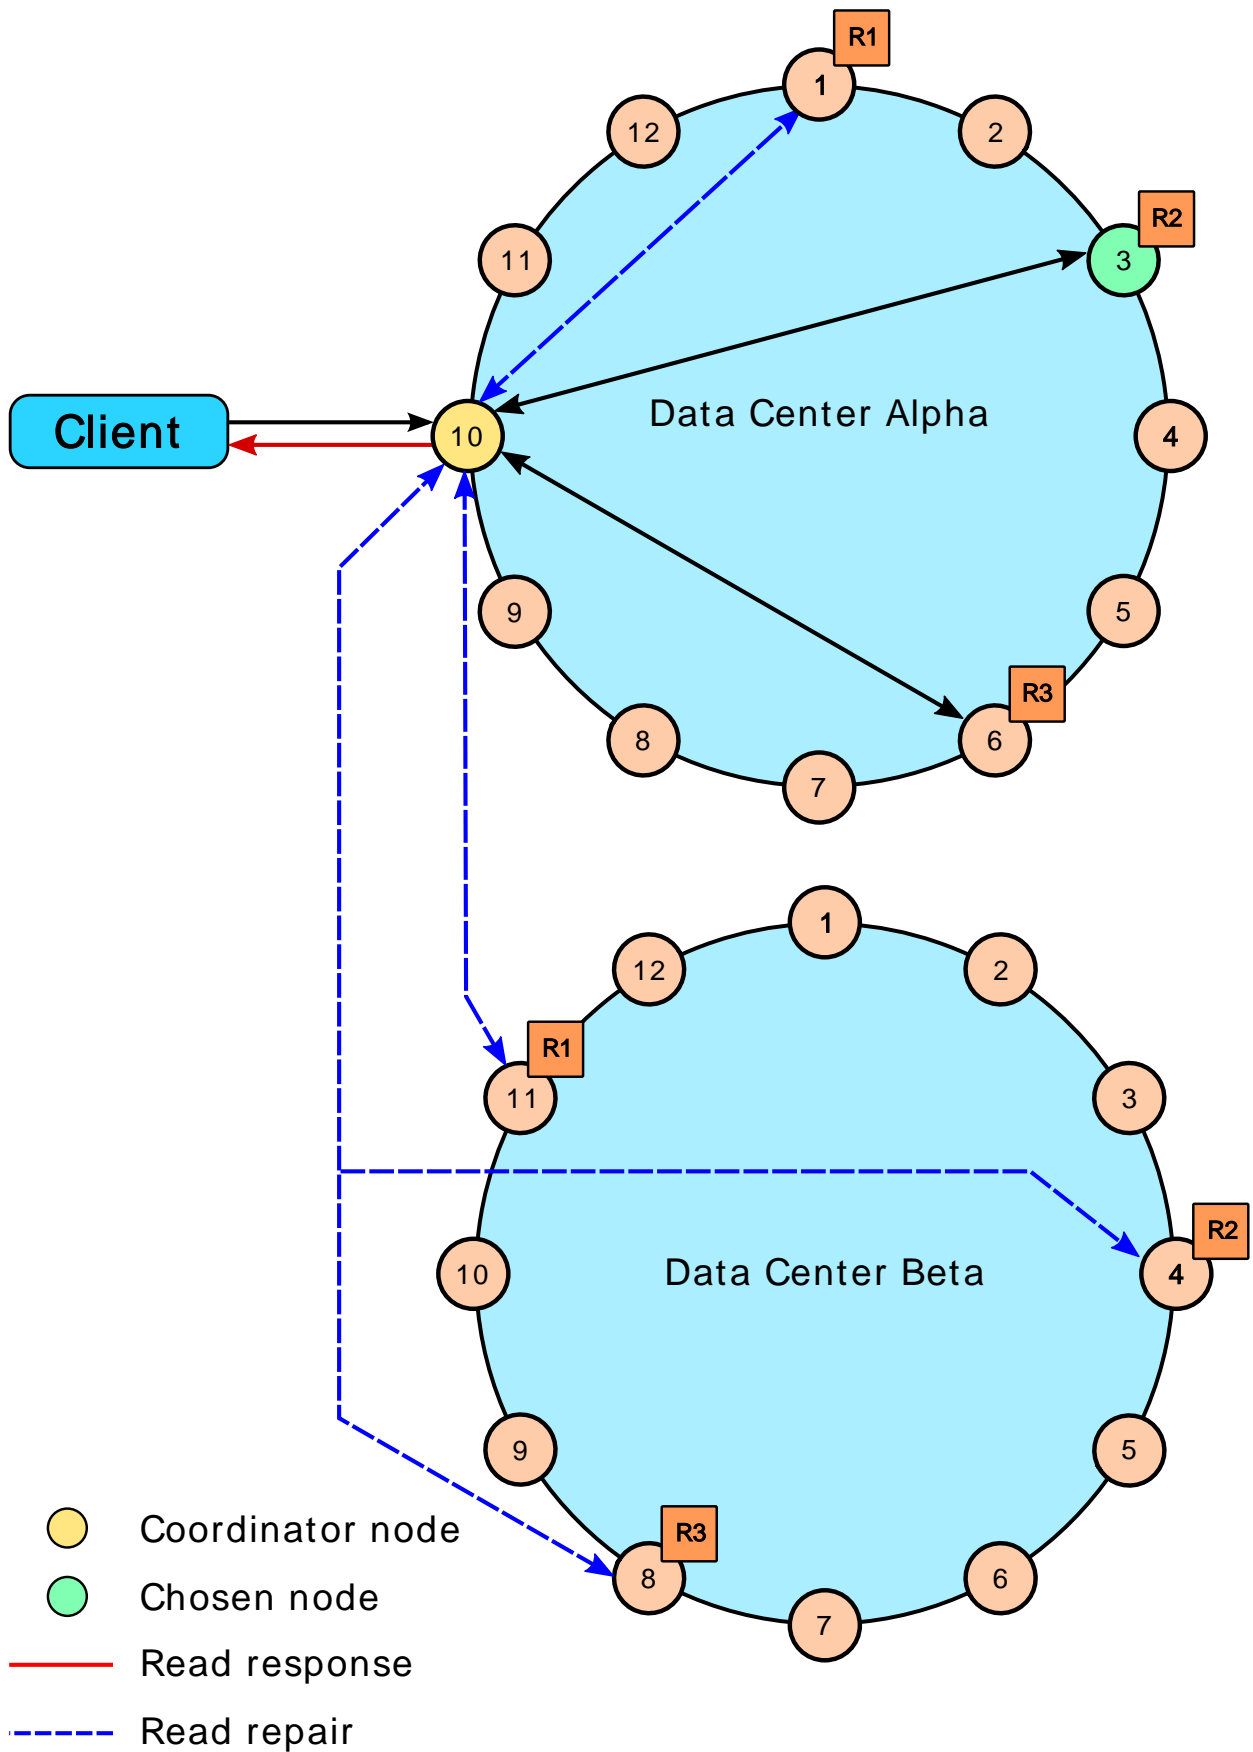 R1
1
12
2
R2
11
3
Client
10
Data Center Alpha
4
9
5
R3
8
6
7
1
12
2
R1
11
3
R2
10
Data Center Beta
4
9
5
R3
8
6
7
Coordinator node
Chosen node
Read response
Read repair